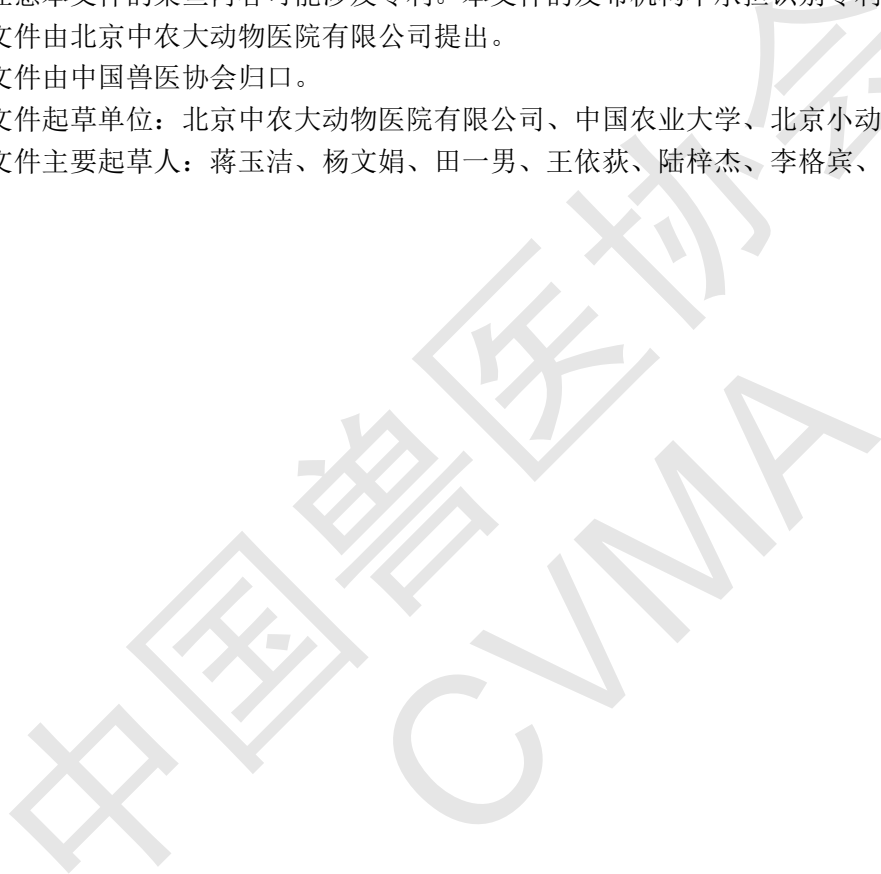 文件由北京中农大动物医院有限公司提出。
文件由中国兽医协会归口。
文件起草单位：北京中农大动物医院有限公司、中国农业大学、北京小动
文件主要起草人：蒋玉洁、杨文娟、田一男、王依荻、陆梓杰、李格宾、
中国兽医协会
CVMA